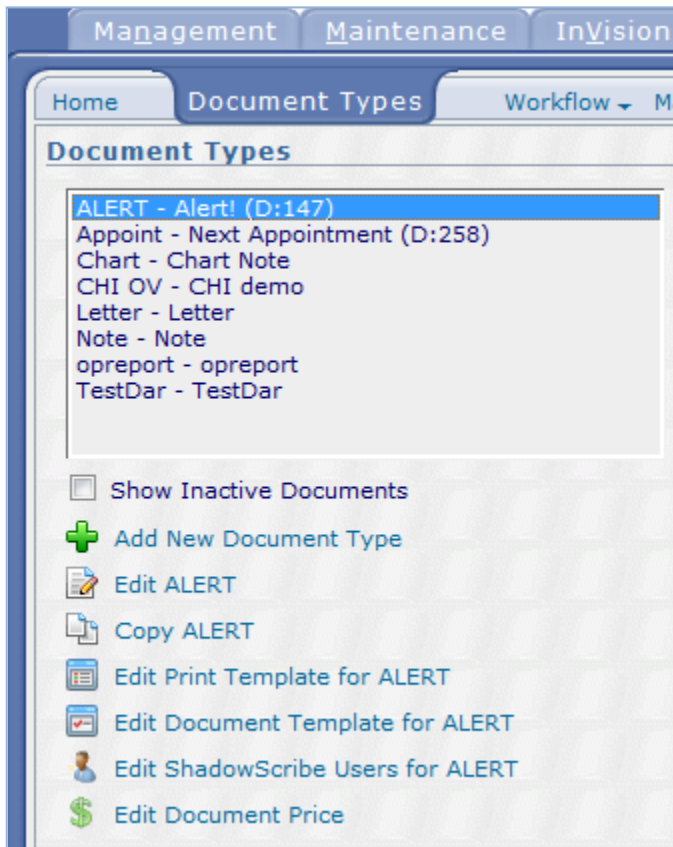 Management Maintenance InVision
Home Document Types Workflow
Document Types
ALERT - Alert! (D:147)
Appoint - Next Appointment (D:258)
Chart - Chart Note
CHI OV - CHI demo
Letter - Letter
Note - Note
opreport - opreport
TestDar - TestDar
Show Inactive Documents
Add New Document Type
Edit ALERT
Copy ALERT
Edit Print Template for ALERT
Edit Document Template for ALERT
Edit ShadowScribe Users for ALERT
Edit Document Price